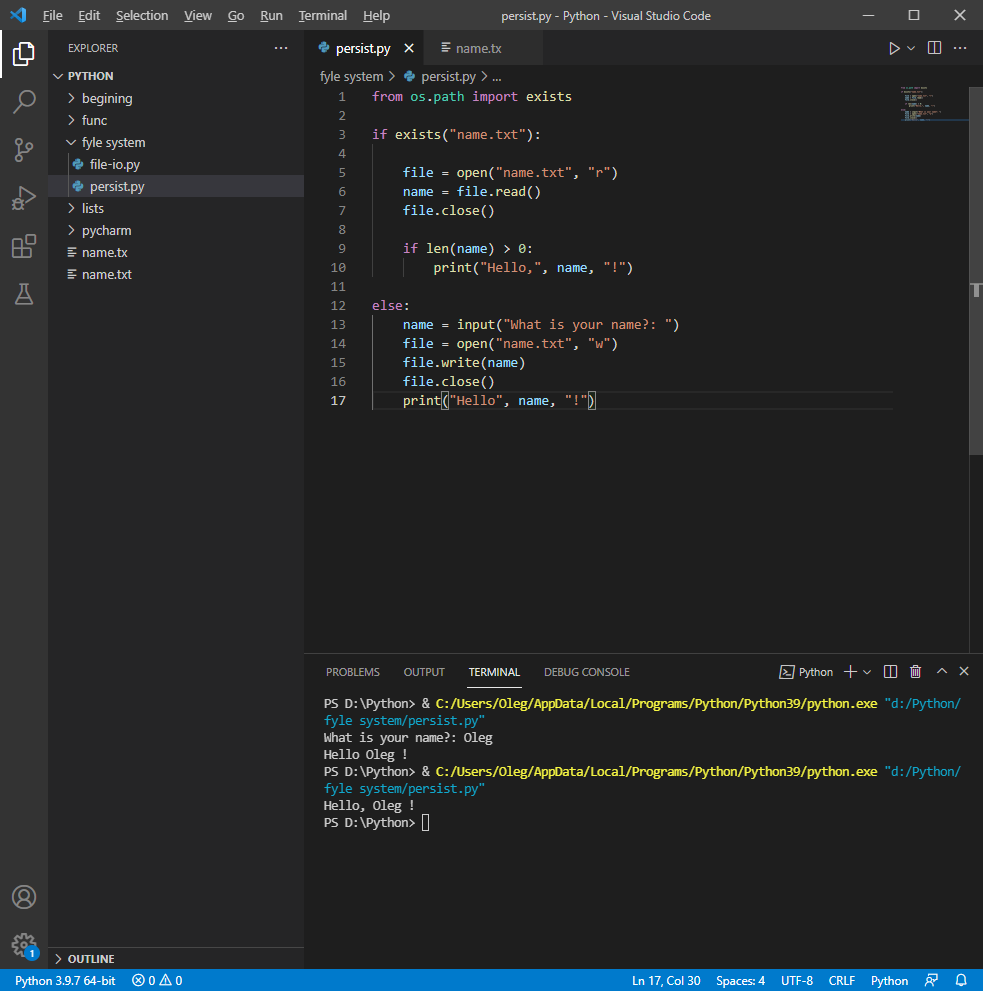 File Edit Selection View Go Run Terminal Help persist.py - Python - Visual Studio Code
EXPLORER
PYTHON
begining
func
fyle system
file-io.py
persist.py
lists
pycharm
name.tx
name.txt
OUTLINE
persist.py name.tx
fyle system > persist.py > ...
1 from os.path import exists
2
3 if exists("name.txt"):
4
5 file = open("name.txt", "r")
6 name = file.read()
7 file.close()
8
9 if len(name) > 0:
10 print("Hello,", name, "!")
11
12 else:
13 name = input("What is your name?: ")
14 file = open("name.txt", "w")
15 file.write(name)
16 file.close()
17 print("Hello", name, "!")
PROBLEMS OUTPUT TERMINAL DEBUG CONSOLE Python
PS D:\Python> & C:/Users/Oleg/AppData/Local/Programs/Python/Python39/python.exe "d:/Python/
fyle system/persist.py"
What is your name?: Oleg
Hello Oleg !
PS D:\Python> & C:/Users/Oleg/AppData/Local/Programs/Python/Python39/python.exe "d:/Python/
fyle system/persist.py"
Hello, Oleg !
PS D:\Python>
1
Python 3.9.7 64-bit 0 0 Ln 17, Col 30 Spaces: 4 UTF-8 CRLF Python